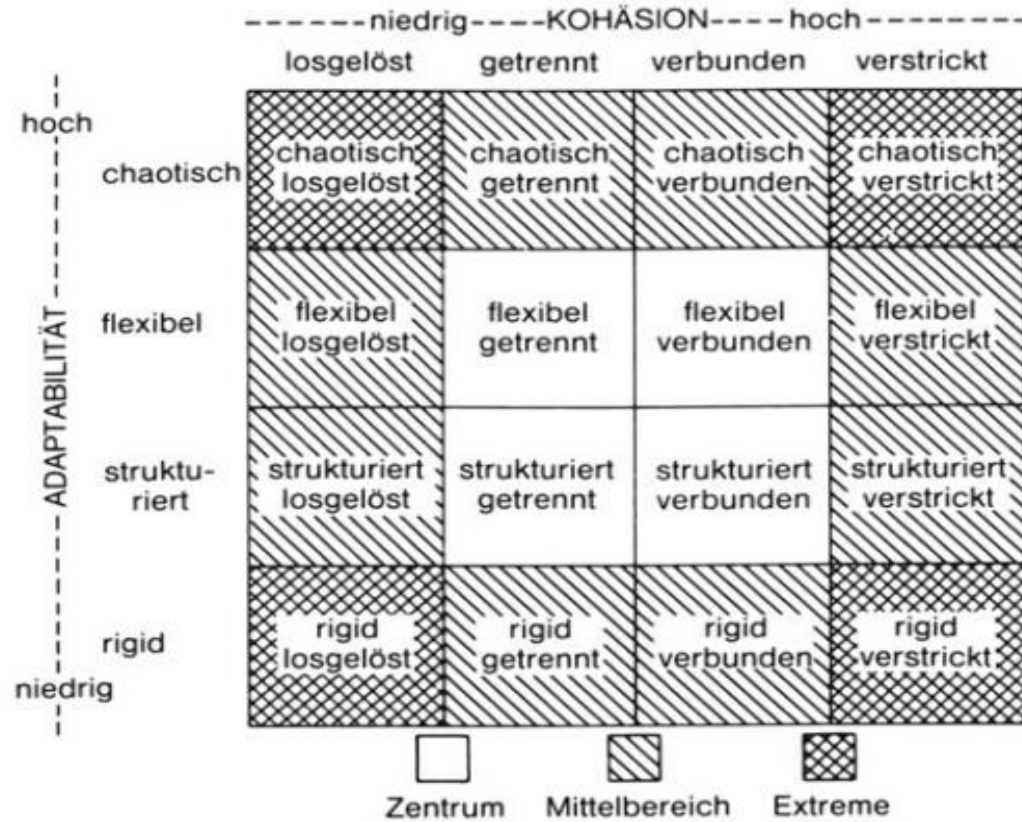 niedrig KOHÄSION hoch
losgelöst getrennt verbunden verstrickt
hoch
chaotisch
chaotisch losgelöst
chaotisch getrennt
chaotisch verbunden
chaotisch verstrickt
ADAPTABILITÄT
flexibel
flexibel losgelöst
flexibel getrennt
flexibel verbunden
flexibel verstrickt
struktu-
riert
strukturiert losgelöst
strukturiert getrennt
strukturiert verbunden
strukturiert verstrickt
rigid
rigid losgelöst
rigid getrennt
rigid verbunden
rigid verstrickt
niedrig
Zentrum Mittelbereich Extreme